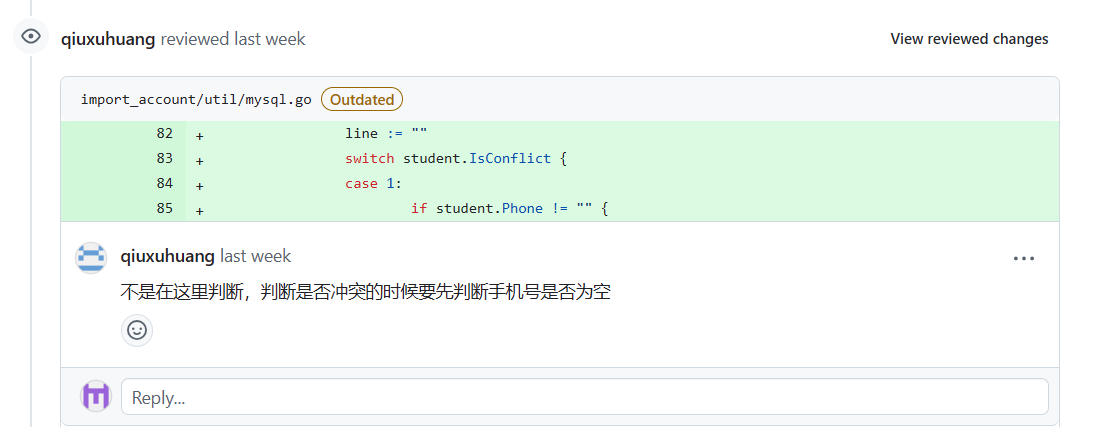 qiuxuhuang reviewed last week
View reviewed changes
import_account/util/mysql.go Outdated
82 + line := ""
83 + switch student.IsConflict {
84 + case 1:
85 + if student.Phone != "" {
qiuxuhuang last week
不是在这里判断，判断是否冲突的时候要先判断手机号是否为空
Reply...